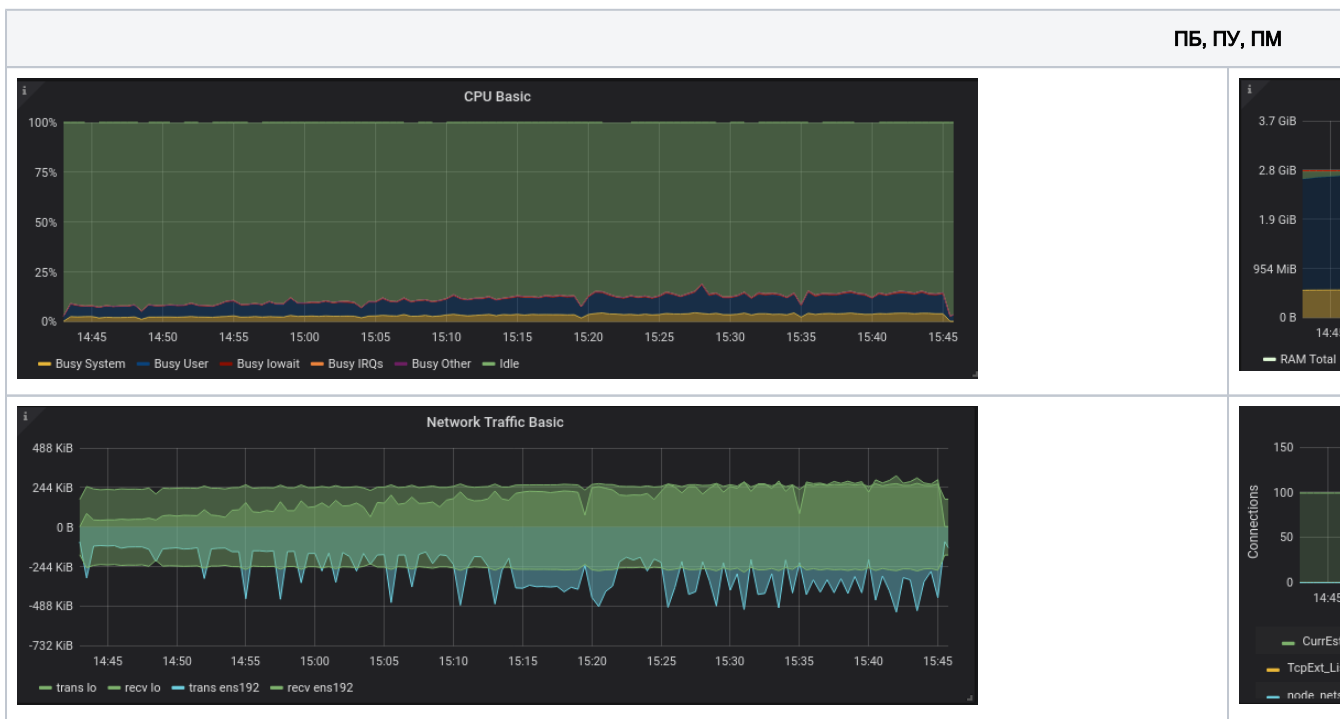 ПБ, ПУ, ПМ
i
CPU Basic
100%
75%
50%
25%
0%
14:45 14:50 14:55 15:00 15:05 15:10 15:15 15:20 15:25 15:30 15:35 15:40 15:45
Busy System Busy User Busy Iowait Busy IRQs Busy Other Idle
i
3.7 GiB
2.8 GiB
1.9 GiB
954 MiB
0 B
RAM Total
i
Network Traffic Basic
488 KiB
244 KiB
0 B
-244 KiB
-488 KiB
-732 KiB
14:45 14:50 14:55 15:00 15:05 15:10 15:15 15:20 15:25 15:30 15:35 15:40 15:45
trans lo recv lo trans ens192 recv ens192
Connections
150
100
50
0
14:45